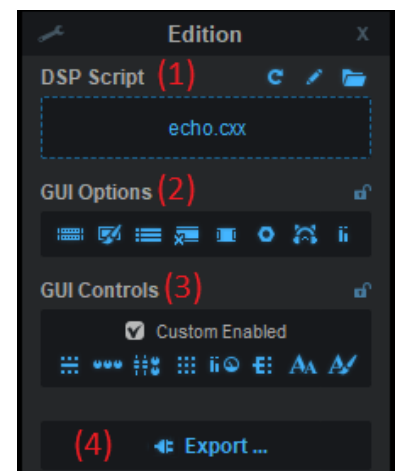 Edition X
DSP Script (1)
echo.cxx
GUI Options (2)
GUI Controls (3)
Custom Enabled
(4) Export ...